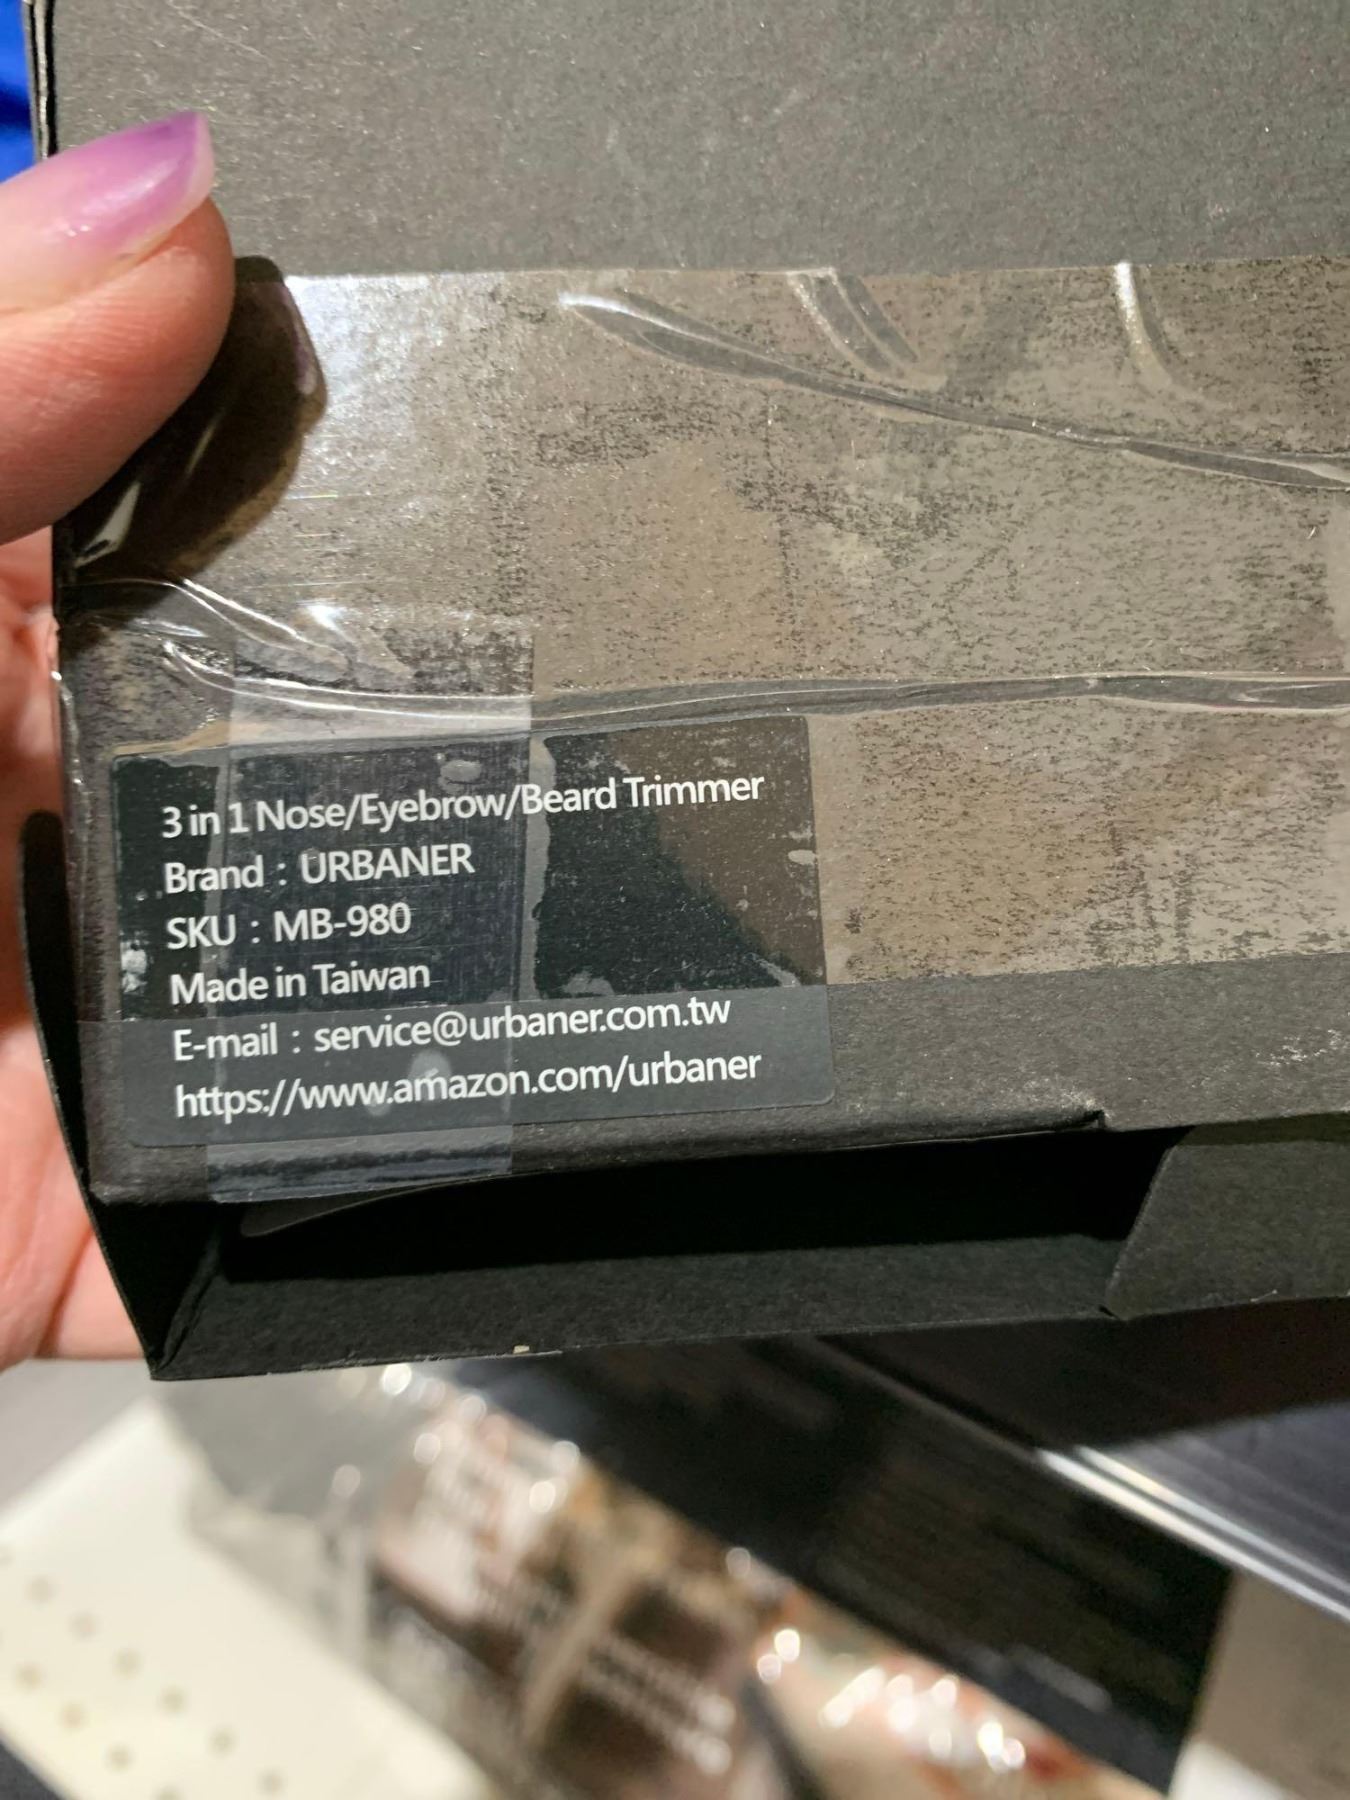 3 in 1 Nose/Eyebrow/Beard Trimmer
Brand : URBANER
SKU : MB-980
Made in Taiwan
E-mail : service@urbaner.com.tw
https://www.amazon.com/urbaner